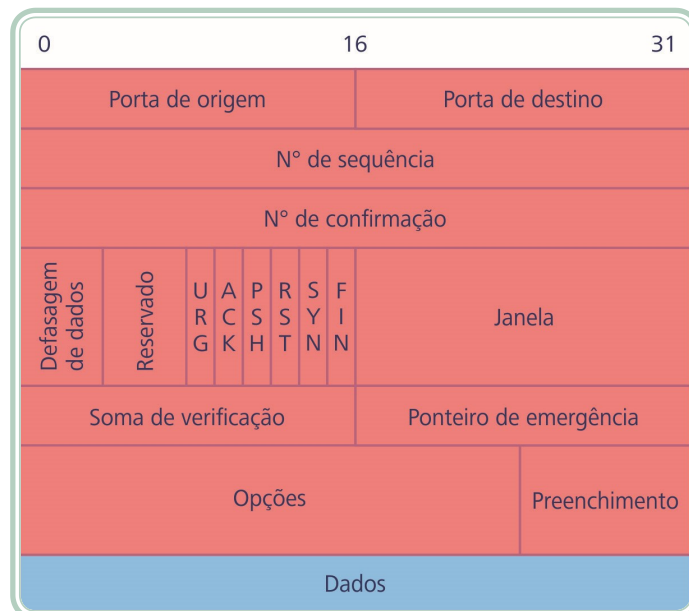 0 16 31
Porta de origem Porta de destino
N° de sequência
N° de confirmação
Defasagem
de dados
Reservado
URG
ACK
PSH
RST
SYN
FIN
Janela
Soma de verificação Ponteiro de emergência
Opções Preenchimento
Dados